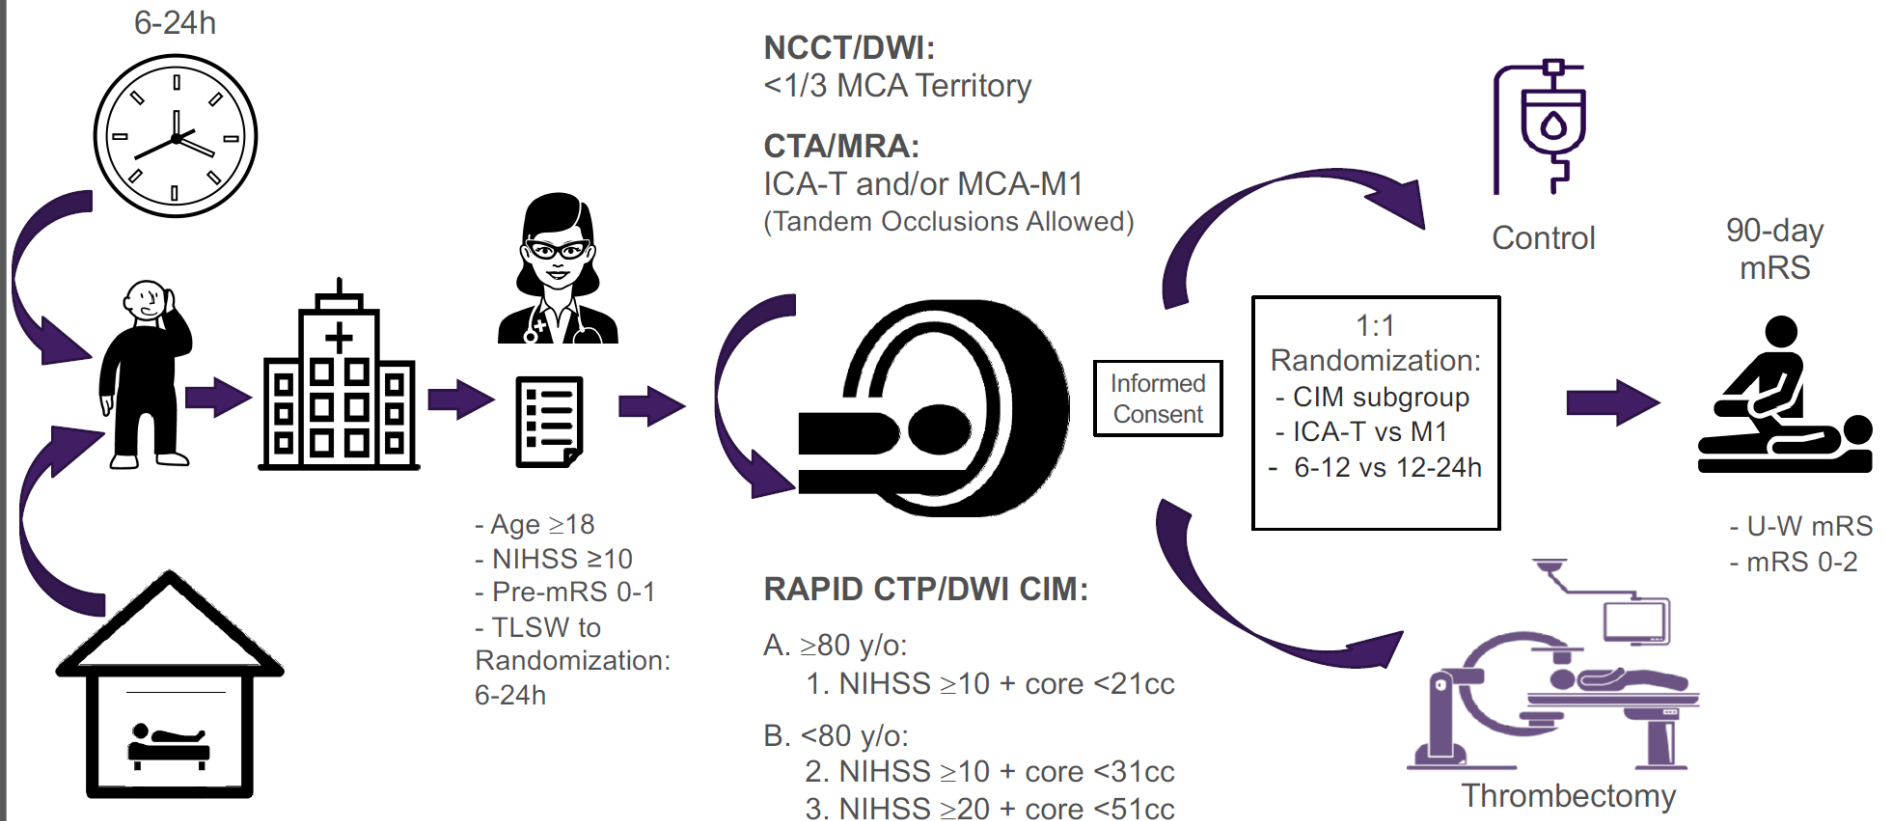 6-24h
- Age ≥18
- NIHSS ≥10
- Pre-mRS 0-1
- TLSW to
Randomization:
6-24h
NCCT/DWI:
<1/3 MCA Territory
CTA/MRA:
ICA-T and/or MCA-M1
(Tandem Occlusions Allowed)
RAPID CTP/DWI CIM:
A. ≥80 y/o:
1. NIHSS ≥10 + core <21cc
B. <80 y/o:
2. NIHSS ≥10 + core <31cc
3. NIHSS ≥20 + core <51cc
Informed
Consent
1:1
Randomization:
- CIM subgroup
- ICA-T vs M1
- 6-12 vs 12-24h
Control
Thrombectomy
90-day
mRS
- U-W mRS
- mRS 0-2